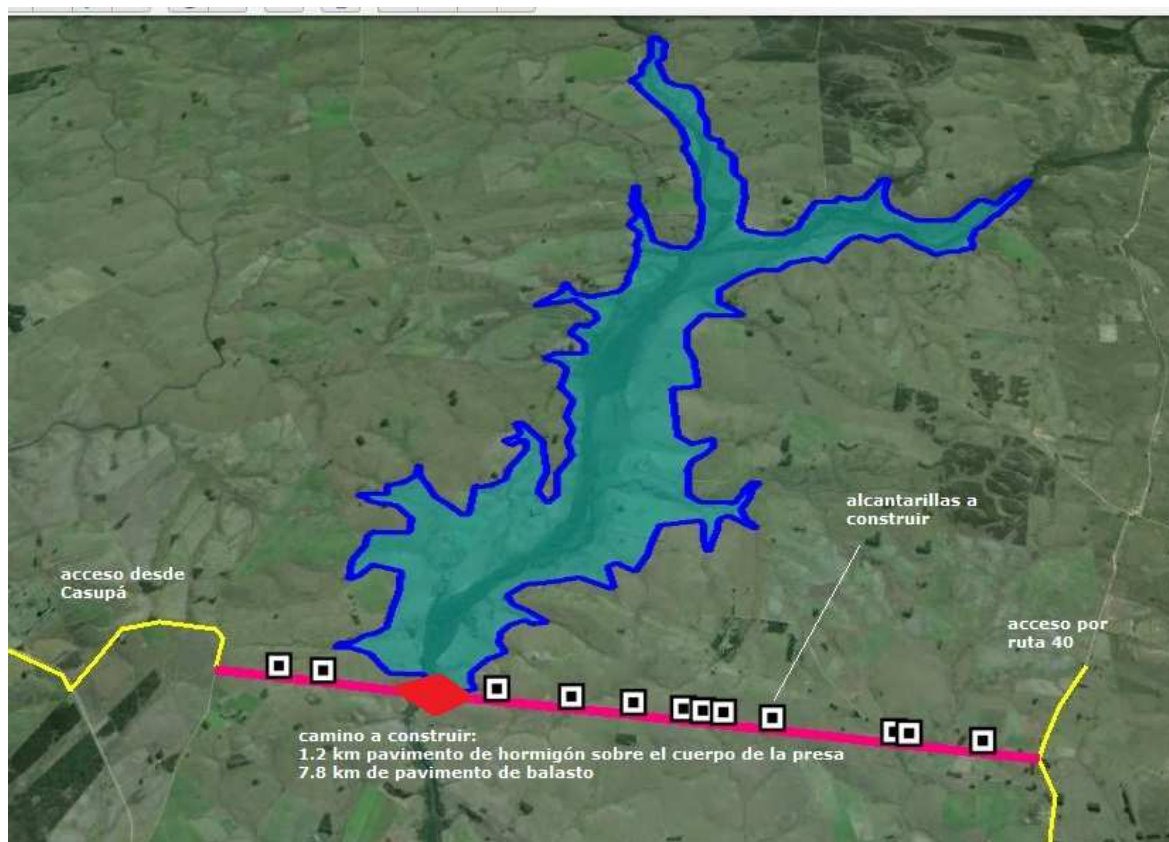 alcantarillas a
construir
acceso desde
Casupá
acceso por
ruta 40
camino a construir:
1.2 km pavimento de hormigón sobre el cuerpo de la presa
7.8 km de pavimento de balasto